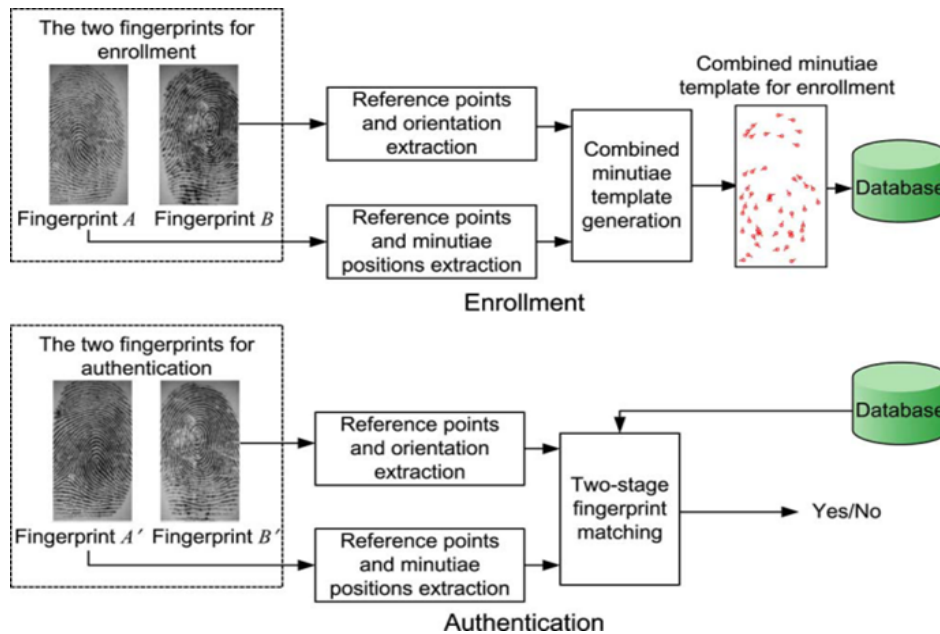 The two fingerprints for
enrollment
Fingerprint A
Fingerprint B
Reference points
and orientation
extraction
Reference points
and minutiae
positions extraction
Combined
minutiae
template
generation
Combined minutiae
template for enrollment
Database
Enrollment
The two fingerprints for
authentication
Fingerprint A′
Fingerprint B′
Reference points
and orientation
extraction
Reference points
and minutiae
positions extraction
Two-stage
fingerprint
matching
Database
Yes/No
Authentication